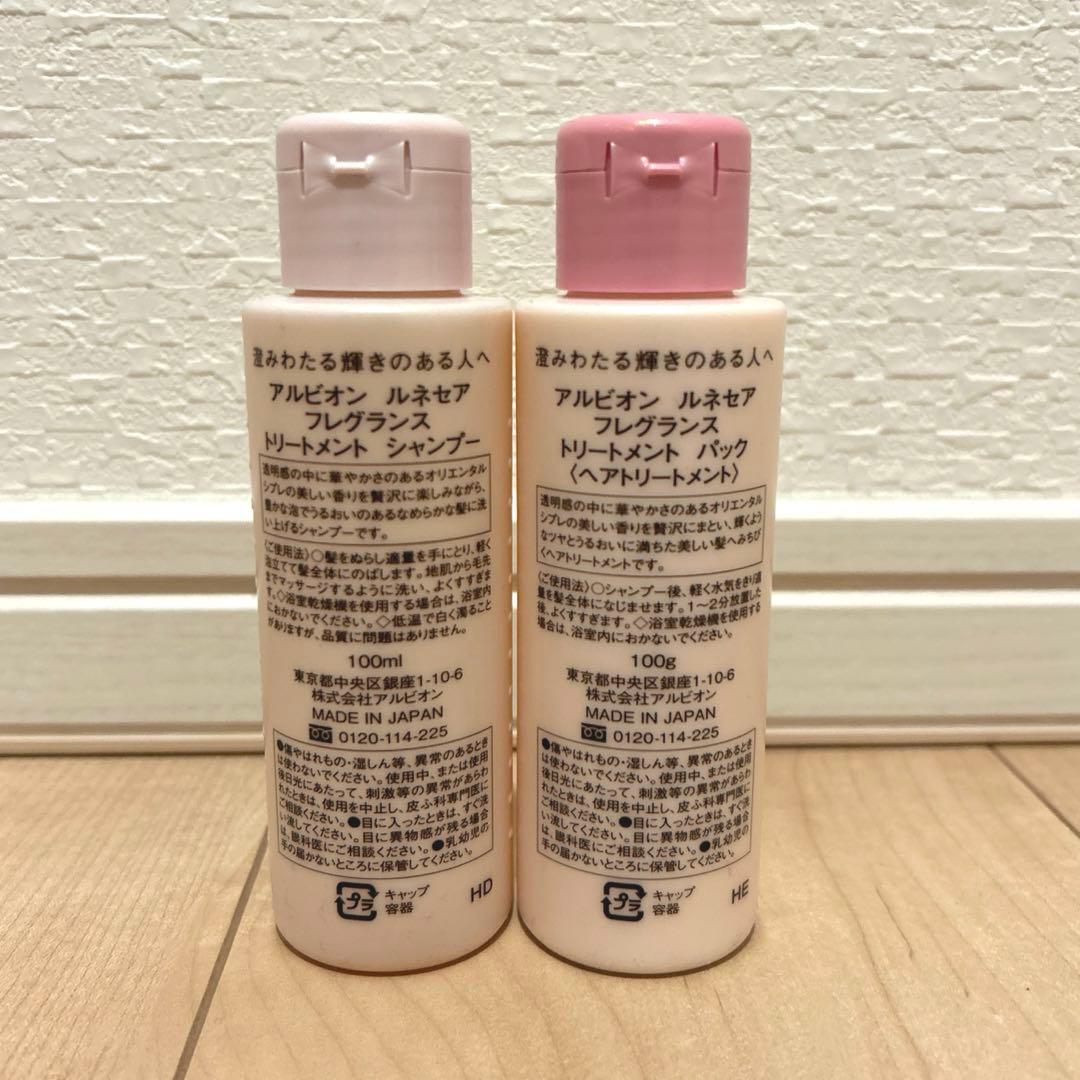 澄みわたる輝きのある人へ
アルビオン ルネセア
フレグランス
トリートメント シャンプー
透明感の中に華やかさのあるオリエンタル
シプレの美しい香りを贅沢に楽しみながら、
豊かな泡でうるおいのあるなめらかな髪に洗
い上げるシャンプーです。
〈ご使用法〉○髪をぬらし適量を手にとり、軽く
泡立てて髪全体にのばします。地肌から毛先
までマッサージするように洗い、よくすすぎま
す。◇浴室乾燥機を使用する場合は、浴室内
におかないでください。◇低温で白く濁ること
がありますが、品質に問題はありません。
100ml
東京都中央区銀座1-10-6
株式会社アルビオン
MADE IN JAPAN
0120-114-225
●傷やはれもの・湿しん等、異常のあるとき
は使わないでください。使用中、または使用
後日光にあたって、刺激等の異常があらわ
れたときは、使用を中止し、皮ふ科専門医に
ご相談ください。●目に入ったときは、すぐ洗
い流してください。目に異物感が残る場合
は、眼科医にご相談ください。●乳幼児の
手の届かないところに保管してください。
プラ
キャップ
容器
HD
澄みわたる輝きのある人へ
アルビオン ルネセア
フレグランス
トリートメント パック
〈ヘアトリートメント〉
透明感の中に華やかさのあるオリエンタル
シプレの美しい香りを贅沢にまとい、輝くよう
なツヤとうるおいに満ちた美しい髪へみちび
〈ヘアトリートメントです。
〈ご使用法〉○シャンプー後、軽く水気をきり適
量を髪全体になじませます。1～2分放置した
後、よくすすぎます。◇浴室乾燥機を使用する
場合は、浴室内におかないでください。
100g
東京都中央区銀座1-10-6
株式会社アルビオン
MADE IN JAPAN
0120-114-225
●傷やはれもの・湿しん等、異常のあるとき
は使わないでください。使用中、または使用
後日光にあたって、刺激等の異常があらわ
れたときは、使用を中止し、皮ふ科専門医に
ご相談ください。●目に入ったときは、すぐ洗
い流してください。目に異物感が残る場合
は、眼科医にご相談ください。●乳幼児の
手の届かないところに保管してください。
プラ
キャップ
容器
HE